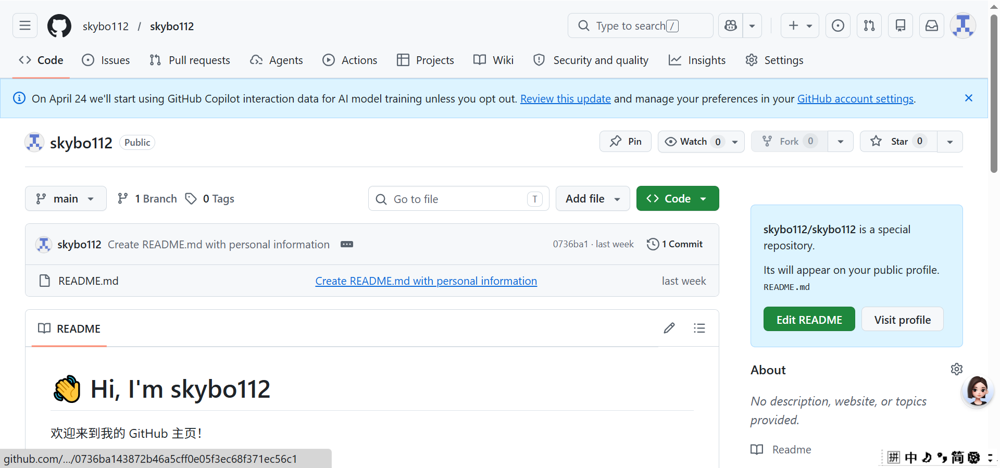 skybo112 / skybo112
Type to search /
Code
Issues
Pull requests
Agents
Actions
Projects
Wiki
Security and quality
Insights
Settings
On April 24 we'll start using GitHub Copilot interaction data for AI model training unless you opt out. Review this update and manage your preferences in your GitHub account settings.
skybo112 Public
Pin
Watch 0
Fork 0
Star 0
main
1 Branch
0 Tags
Go to file T
Add file
Code
skybo112 Create README.md with personal information
0736ba1 · last week
1 Commit
README.md Create README.md with personal information last week
README
Hi, I'm skybo112
欢迎来到我的 GitHub 主页！
skybo112/skybo112 is a special
repository.
Its will appear on your public profile.
README.md
Edit README
Visit profile
About
No description, website, or topics
provided.
Readme
github.com/.../0736ba143872b46a5cff0e05f3ec68f371ec56c1
拼 中 简